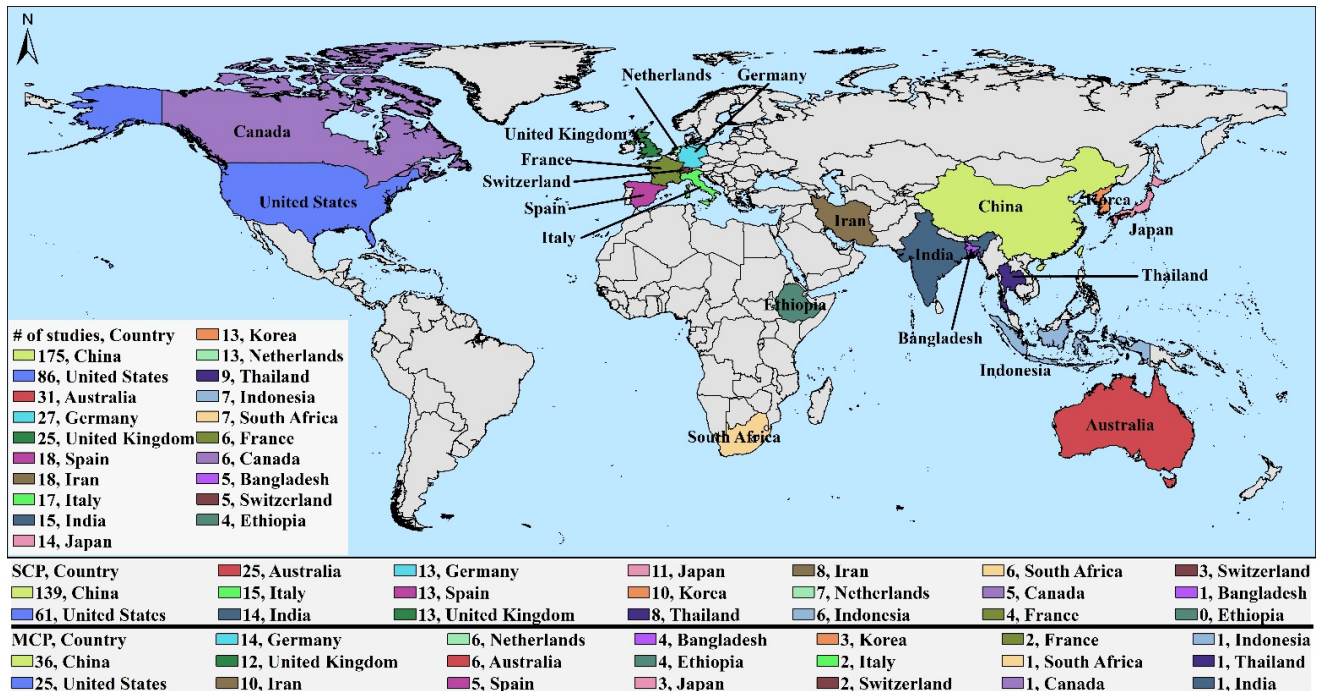 N
Netherlands
Germany
Canada
United Kingdom
France
Switzerland
United States
Spain
Italy
Iran
China
Korea
Japan
India
Thailand
Ethiopia
Bangladesh
Indonesia
Australia
South Africa
# of studies, Country
175, China
86, United States
31, Australia
27, Germany
25, United Kingdom
18, Spain
18, Iran
17, Italy
15, India
14, Japan
13, Korea
13, Netherlands
9, Thailand
7, Indonesia
7, South Africa
6, France
6, Canada
5, Bangladesh
5, Switzerland
4, Ethiopia
SCP, Country
139, China
61, United States
25, Australia
15, Italy
14, India
13, Germany
13, Spain
13, United Kingdom
11, Japan
10, Korea
8, Thailand
8, Iran
7, Netherlands
6, Indonesia
6, South Africa
5, Canada
4, France
3, Switzerland
1, Bangladesh
0, Ethiopia
MCP, Country
36, China
25, United States
14, Germany
12, United Kingdom
10, Iran
6, Netherlands
6, Australia
5, Spain
4, Bangladesh
4, Ethiopia
3, Japan
3, Korea
2, Italy
2, Switzerland
2, France
1, South Africa
1, Canada
1, Indonesia
1, Thailand
1, India